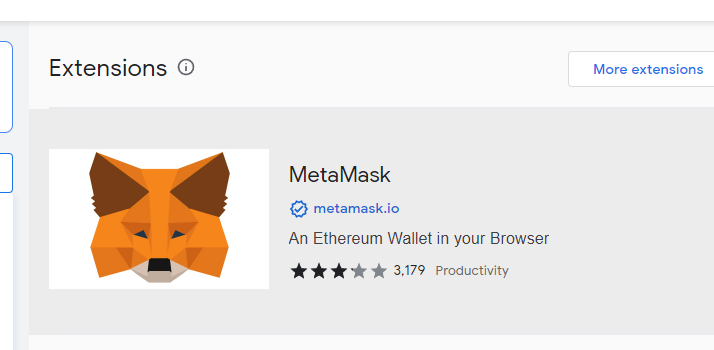 Extensions
More extensions
MetaMask
metamask.io
An Ethereum Wallet in your Browser
3,179 Productivity